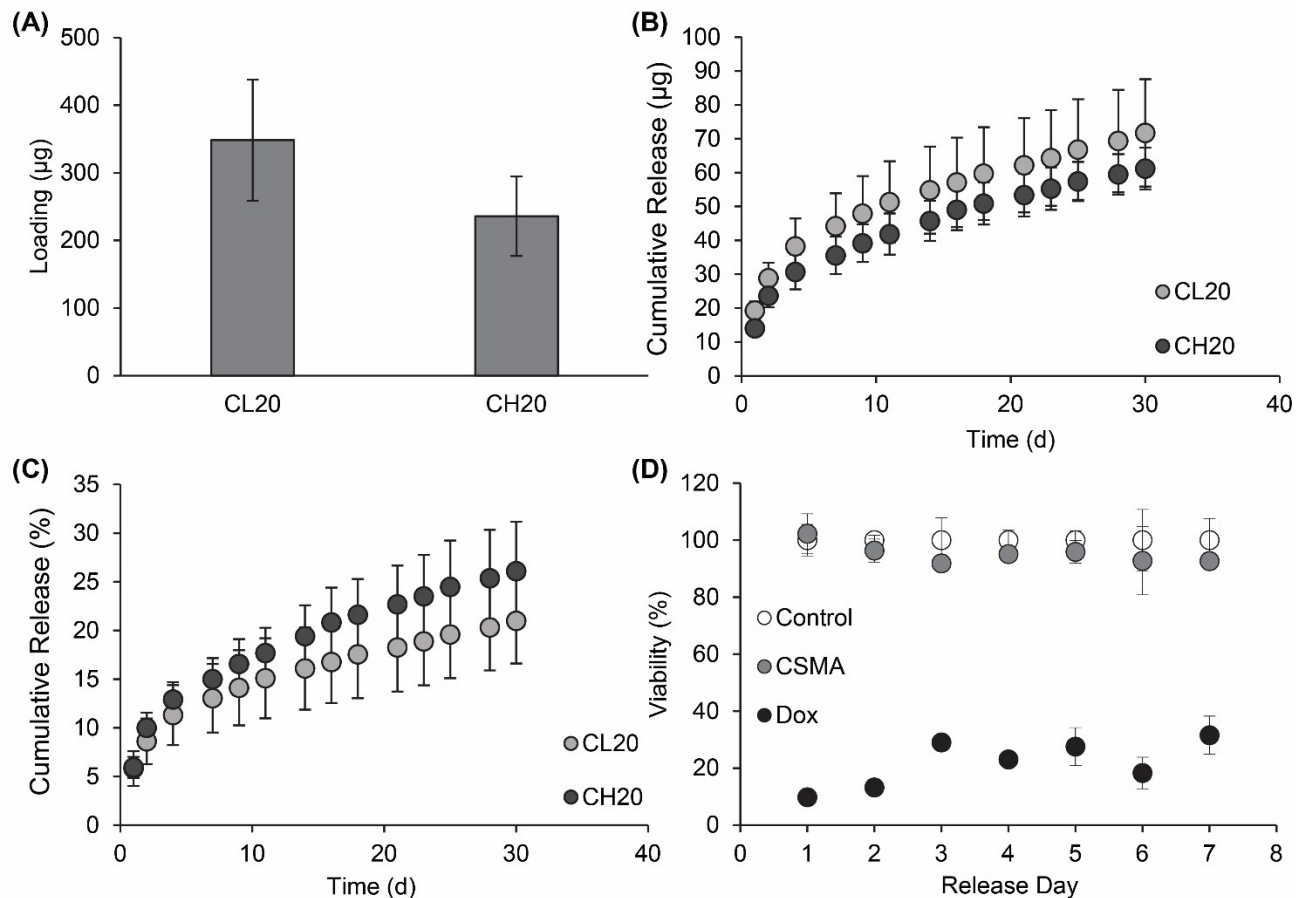 (A)
500
400
300
200
100
0
Loading (µg)
CL20
CH20
(B)
100
90
80
70
60
50
40
30
20
10
0
Cumulative Release (µg)
CL20
CH20
0
10
20
30
40
Time (d)
(C)
35
30
25
20
15
10
5
0
Cumulative Release (%)
CL20
CH20
0
10
20
30
40
Time (d)
(D)
120
100
80
60
40
20
0
Viability (%)
Control
CSMA
Dox
0
1
2
3
4
5
6
7
8
Release Day